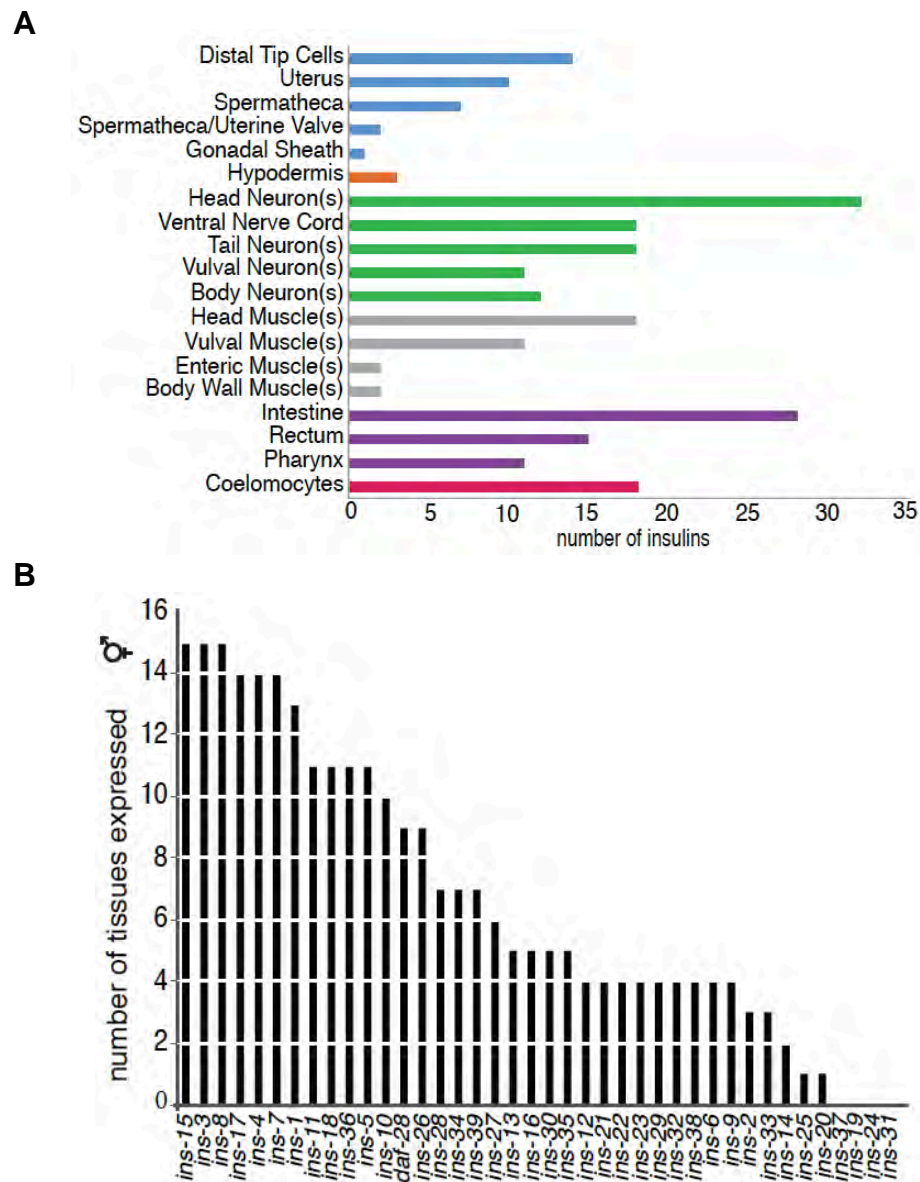 A
Distal Tip Cells
Uterus
Spermatheca
Spermatheca/Uterine Valve
Gonadal Sheath
Hypodermis
Head Neuron(s)
Ventral Nerve Cord
Tail Neuron(s)
Vulval Neuron(s)
Body Neuron(s)
Head Muscle(s)
Vulval Muscle(s)
Enteric Muscle(s)
Body Wall Muscle(s)
Intestine
Rectum
Pharynx
Coelomocytes
0 5 10 15 20 25 30 35
number of insulins
B
number of tissues expressed
16
14
12
10
8
6
4
2
0
ins-15
ins-3
ins-8
ins-17
ins-4
ins-7
ins-1
ins-11
ins-18
ins-36
ins-5
ins-10
daf-28
ins-26
ins-28
ins-34
ins-39
ins-27
ins-13
ins-16
ins-30
ins-35
ins-12
ins-21
ins-22
ins-23
ins-29
ins-32
ins-38
ins-6
ins-9
ins-2
ins-33
ins-14
ins-25
ins-20
ins-37
ins-19
ins-24
ins-31